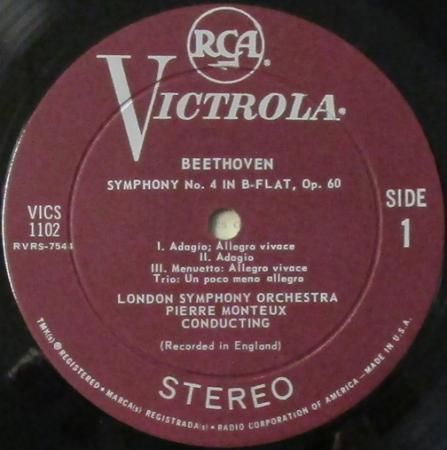 RCA
VICTROLA
BEETHOVEN
SYMPHONY No. 4 IN B-FLAT, Op. 60
VICS
1102
RVRS-7544
SIDE
1
I. Adagio; Allegro vivace
II. Adagio
III. Menuetto: Allegro vivace
Trio: Un poco meno allegro
LONDON SYMPHONY ORCHESTRA
PIERRE MONTEUX
CONDUCTING
(Recorded in England)
STEREO
TMK(s) ® REGISTERED • MARCA(s) REGISTRADA(s) • RADIO CORPORATION OF AMERICA — MADE IN U.S.A.